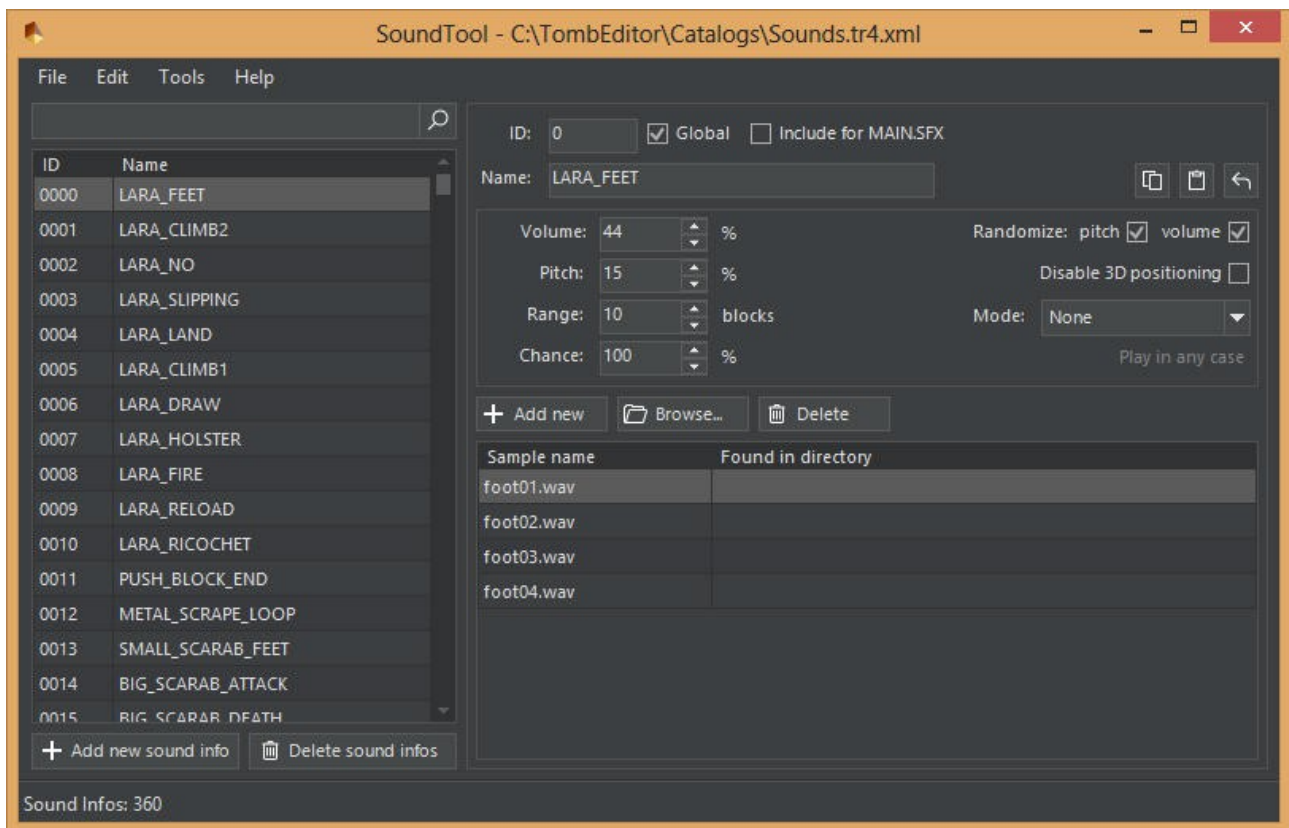 SoundTool - C:\TombEditor\Catalogs\Sounds.tr4.xml
File Edit Tools Help
ID Name
0000 LARA_FEET
0001 LARA_CLIMB2
0002 LARA_NO
0003 LARA_SLIPPING
0004 LARA_LAND
0005 LARA_CLIMB1
0006 LARA_DRAW
0007 LARA_HOLSTER
0008 LARA_FIRE
0009 LARA_RELOAD
0010 LARA_RICOCHET
0011 PUSH_BLOCK_END
0012 METAL_SCRAPE_LOOP
0013 SMALL_SCARAB_FEET
0014 BIG_SCARAB_ATTACK
0015 BIG_SCARAB_DEATH
Add new sound info Delete sound infos
ID: 0 Global Include for MAIN.SFX
Name: LARA_FEET
Volume: 44 % Randomize: pitch volume
Pitch: 15 % Disable 3D positioning
Range: 10 blocks Mode: None
Chance: 100 % Play in any case
Add new Browse... Delete
Sample name Found in directory
foot01.wav
foot02.wav
foot03.wav
foot04.wav
Sound Infos: 360